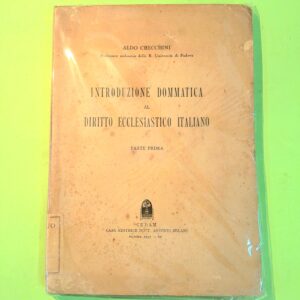 ALDO CHECCHINI
Professore ordinario della R. Università di Padova
INTRODUZIONE DOMMATICA
AL
DIRITTO ECCLESIASTICO ITALIANO
PARTE PRIMA
CEDAM
CASA EDITRICE DOTT. ANTONIO MILANI